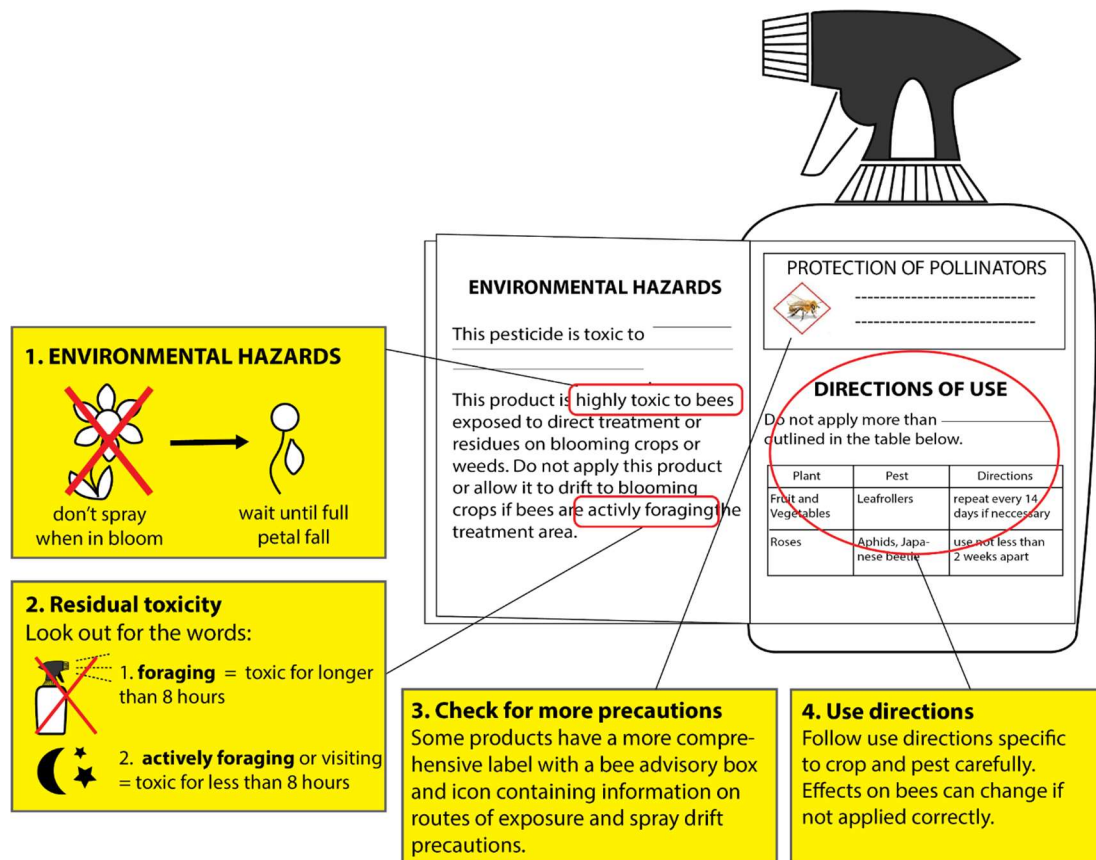 ENVIRONMENTAL HAZARDS
This pesticide is toxic to
This product is highly toxic to bees
exposed to direct treatment or
residues on blooming crops or
weeds. Do not apply this product
or allow it to drift to blooming
crops if bees are activly foraging the
treatment area.
PROTECTION OF POLLINATORS
DIRECTIONS OF USE
Do not apply more than
outlined in the table below.
Plant Pest Directions
Fruit and Leafrollers repeat every 14
Vegetables days if neccessary
Roses Aphids, Japa- use not less than
nese beetle 2 weeks apart
1. ENVIRONMENTAL HAZARDS
don't spray
when in bloom
wait until full
petal fall
2. Residual toxicity
Look out for the words:
1. foraging = toxic for longer
than 8 hours
2. actively foraging or visiting
= toxic for less than 8 hours
3. Check for more precautions
Some products have a more compre-
hensive label with a bee advisory box
and icon containing information on
routes of exposure and spray drift
precautions.
4. Use directions
Follow use directions specific
to crop and pest carefully.
Effects on bees can change if
not applied correctly.